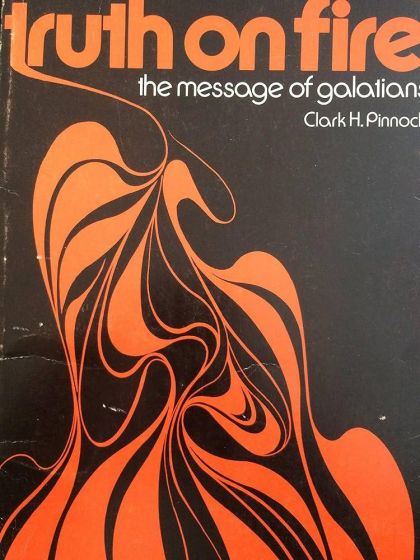 truth on fire
the message of galatians
Clark H. Pinnock